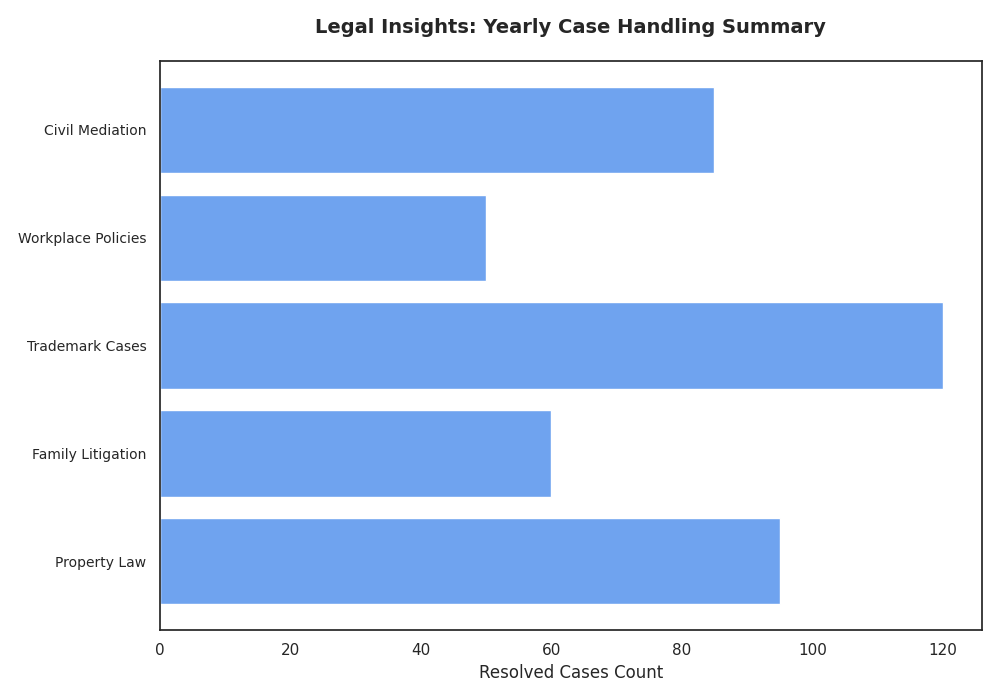 Legal Insights: Yearly Case Handling Summary
Civil Mediation
Workplace Policies
Trademark Cases
Family Litigation
Property Law
0 20 40 60 80 100 120
Resolved Cases Count